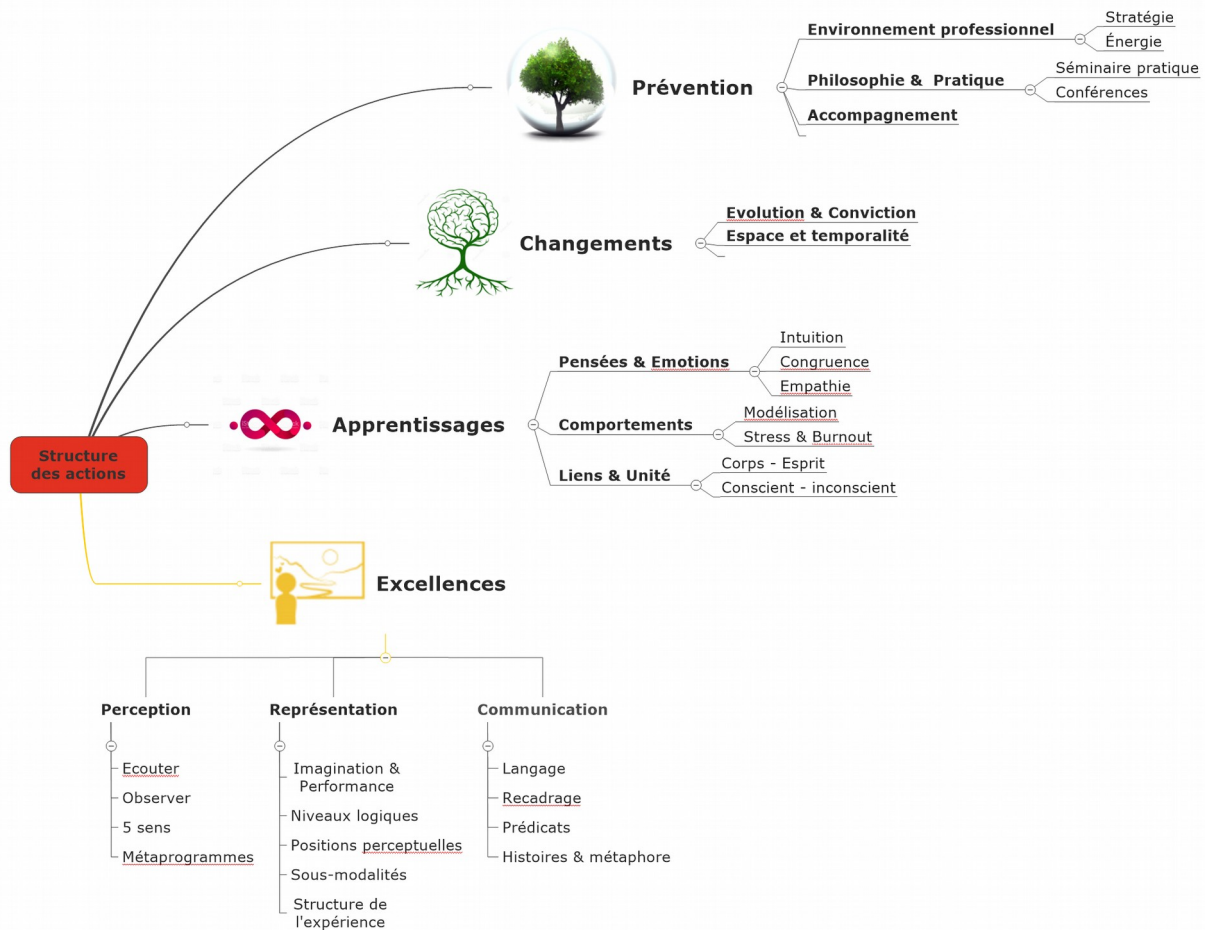 Environnement professionnel
Stratégie
Énergie
Prévention
Philosophie & Pratique
Séminaire pratique
Conférences
Accompagnement
Changements
Evolution & Conviction
Espace et temporalité
Structure
des actions
Apprentissages
Pensées & Emotions
Intuition
Congruence
Empathie
Comportements
Modélisation
Stress & Burnout
Liens & Unité
Corps - Esprit
Conscient - inconscient
Excellences
Perception
Ecouter
Observer
5 sens
Métaprogrammes
Représentation
Imagination &
Performance
Niveaux logiques
Positions perceptuelles
Sous-modalités
Structure de
l'expérience
Communication
Langage
Recadrage
Prédicats
Histoires & métaphore